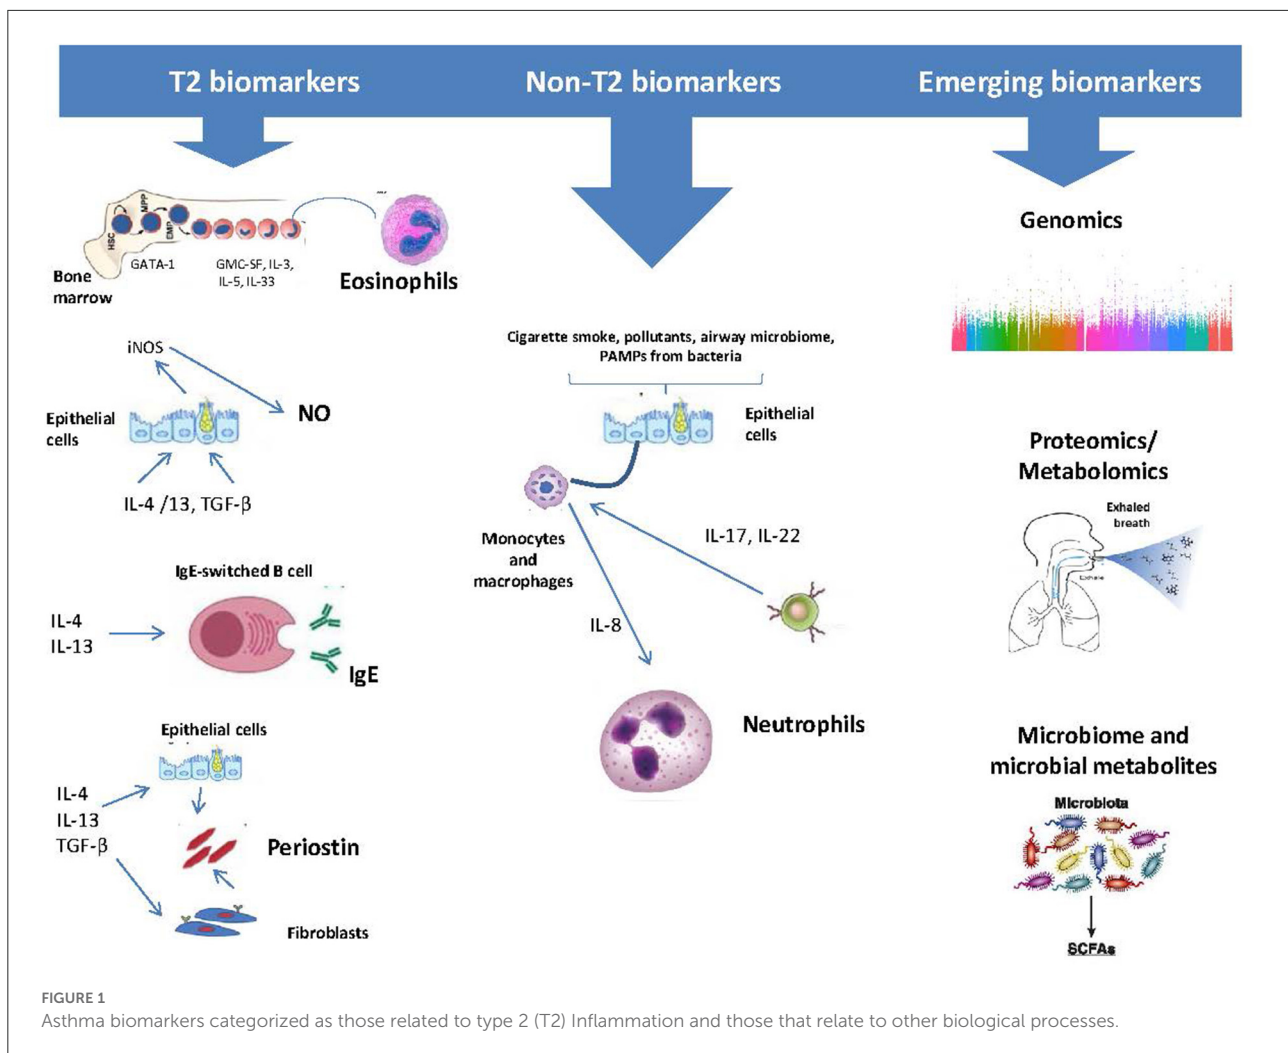 T2 biomarkers
Non-T2 biomarkers
Emerging biomarkers
HSC
MPP
EMP
GATA-1
GMC-SF, IL-3,
IL-5, IL-33
Bone
marrow
Eosinophils
iNOS
NO
Epithelial
cells
IL-4 /13, TGF-β
IgE-switched B cell
IL-4
IL-13
IgE
Epithelial cells
IL-4
IL-13
TGF-β
Periostin
Fibroblasts
Cigarette smoke, pollutants, airway microbiome,
PAMPs from bacteria
Epithelial
cells
Monocytes
and
macrophages
IL-17, IL-22
IL-8
Neutrophils
Genomics
Proteomics/
Metabolomics
Exhaled
breath
Exhale
Microbiome and
microbial metabolites
Microbiota
SCFAs
FIGURE 1
Asthma biomarkers categorized as those related to type 2 (T2) Inflammation and those that relate to other biological processes.